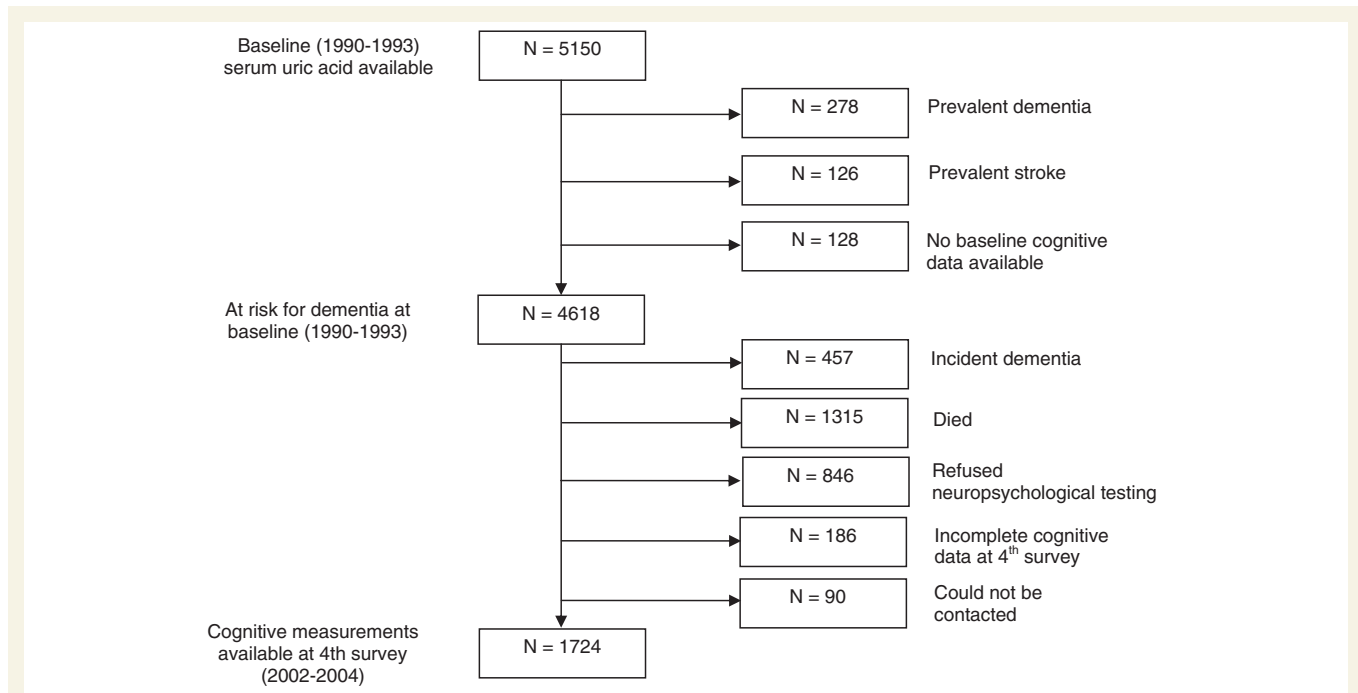 Baseline (1990-1993)
serum uric acid available
N = 5150
N = 278
Prevalent dementia
N = 126
Prevalent stroke
N = 128
No baseline cognitive
data available
At risk for dementia at
baseline (1990-1993)
N = 4618
N = 457
Incident dementia
N = 1315
Died
N = 846
Refused
neuropsychological testing
N = 186
Incomplete cognitive
data at 4th survey
N = 90
Could not be
contacted
Cognitive measurements
available at 4th survey
(2002-2004)
N = 1724